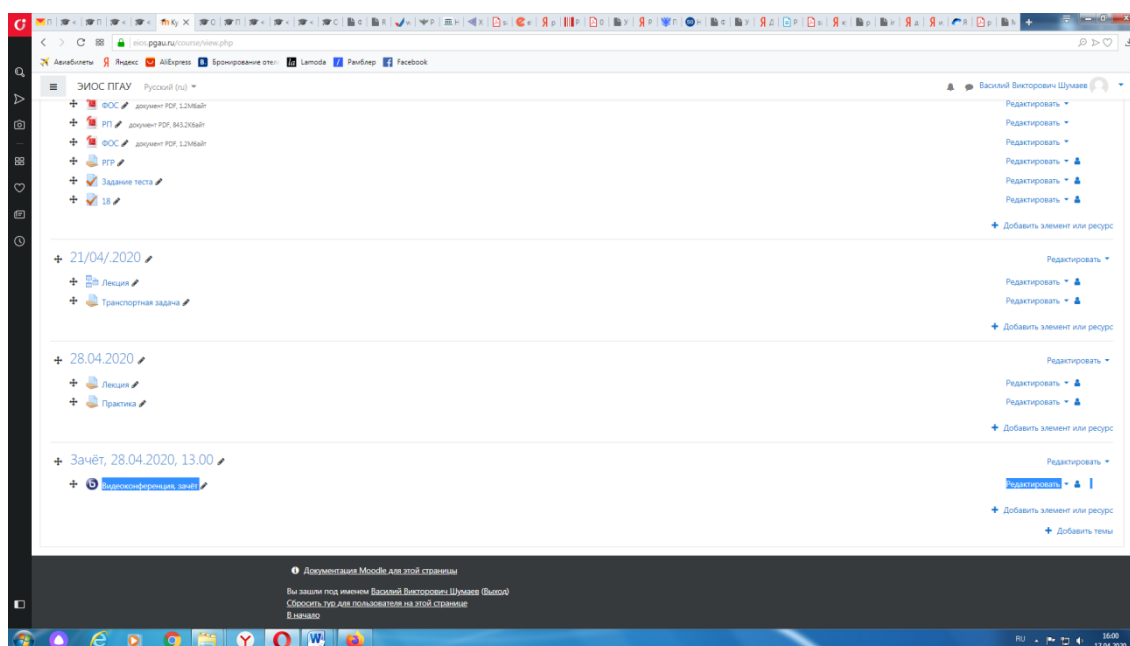 eios.pgau.ru/course/view.php
Авиабилеты Яндекс AliExpress Бронирование отел Lamoda Рамблер Facebook
ЭИОС ПГАУ Русский (ru) Василий Викторович Шумаев
ФОС документ PDF, 1.2Мбайт Редактировать
РП документ PDF, 843.2Кбайт Редактировать
ФОС документ PDF, 1.2Мбайт Редактировать
РГР Редактировать
Задание теста Редактировать
18 Редактировать
Добавить элемент или ресурс
21/04/.2020 Редактировать
Лекция Редактировать
Транспортная задача Редактировать
Добавить элемент или ресурс
28.04.2020 Редактировать
Лекция Редактировать
Практика Редактировать
Добавить элемент или ресурс
Зачёт, 28.04.2020, 13.00 Редактировать
Видеоконференция, зачёт Редактировать
Добавить элемент или ресурс
Добавить темы
Документация Moodle для этой страницы
Вы зашли под именем Василий Викторович Шумаев (Выход)
Сбросить тур для пользователя на этой странице
В начало
RU 16:00
17.04.2020